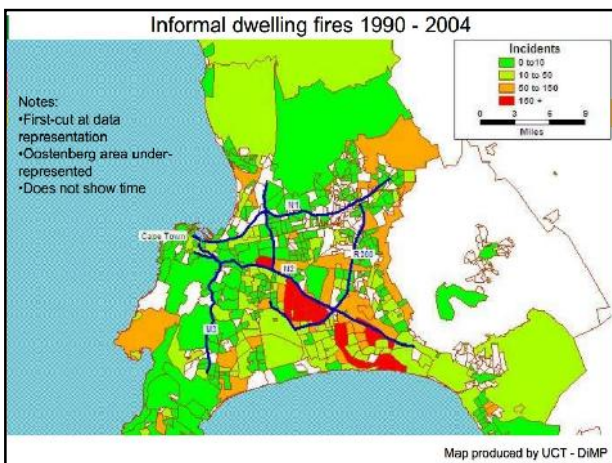 Informal dwelling fires 1990 - 2004
Incidents
0 to10
10 to 50
50 to 150
150 +
0 3 6 9
Miles
Notes:
•First-cut at data
representation
•Oostenberg area under-
represented
•Does not show time
N1
Cape Town
R300
N2
M3
Map produced by UCT - DiMP